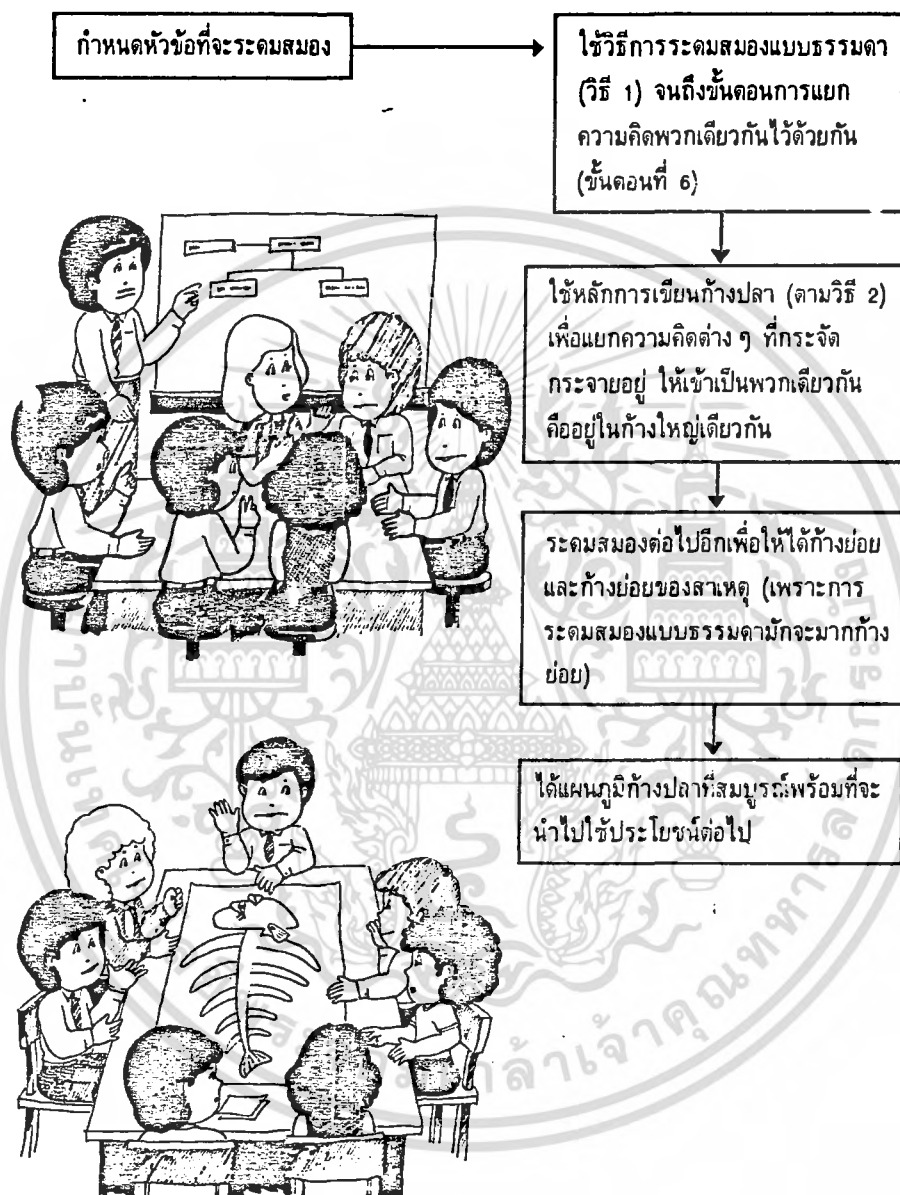 กำหนดหัวข้อที่จะระดมสมอง
ใช้วิธีการระดมสมองแบบธรรมดา
(วิธี 1) จนถึงขั้นตอนการแยก
ความคิดพวกเดียวกันไว้ด้วยกัน
(ขั้นตอนที่ 6)
ใช้หลักการเขียนก้างปลา (ตามวิธี 2)
เพื่อแยกความคิดต่าง ๆ ที่กระจัด
กระจายอยู่ ให้เข้าเป็นพวกเดียวกัน
คืออยู่ในก้างใหญ่เดียวกัน
ระดมสมองต่อไปอีกเพื่อให้ได้ก้างย่อย
และก้างย่อยของสาเหตุ (เพราะการ
ระดมสมองแบบธรรมดามักจะมากก้าง
ย่อย)
ได้แผนภูมิก้างปลาที่สมบูรณ์พร้อมที่จะ
นำไปใช้ประโยชน์ต่อไป